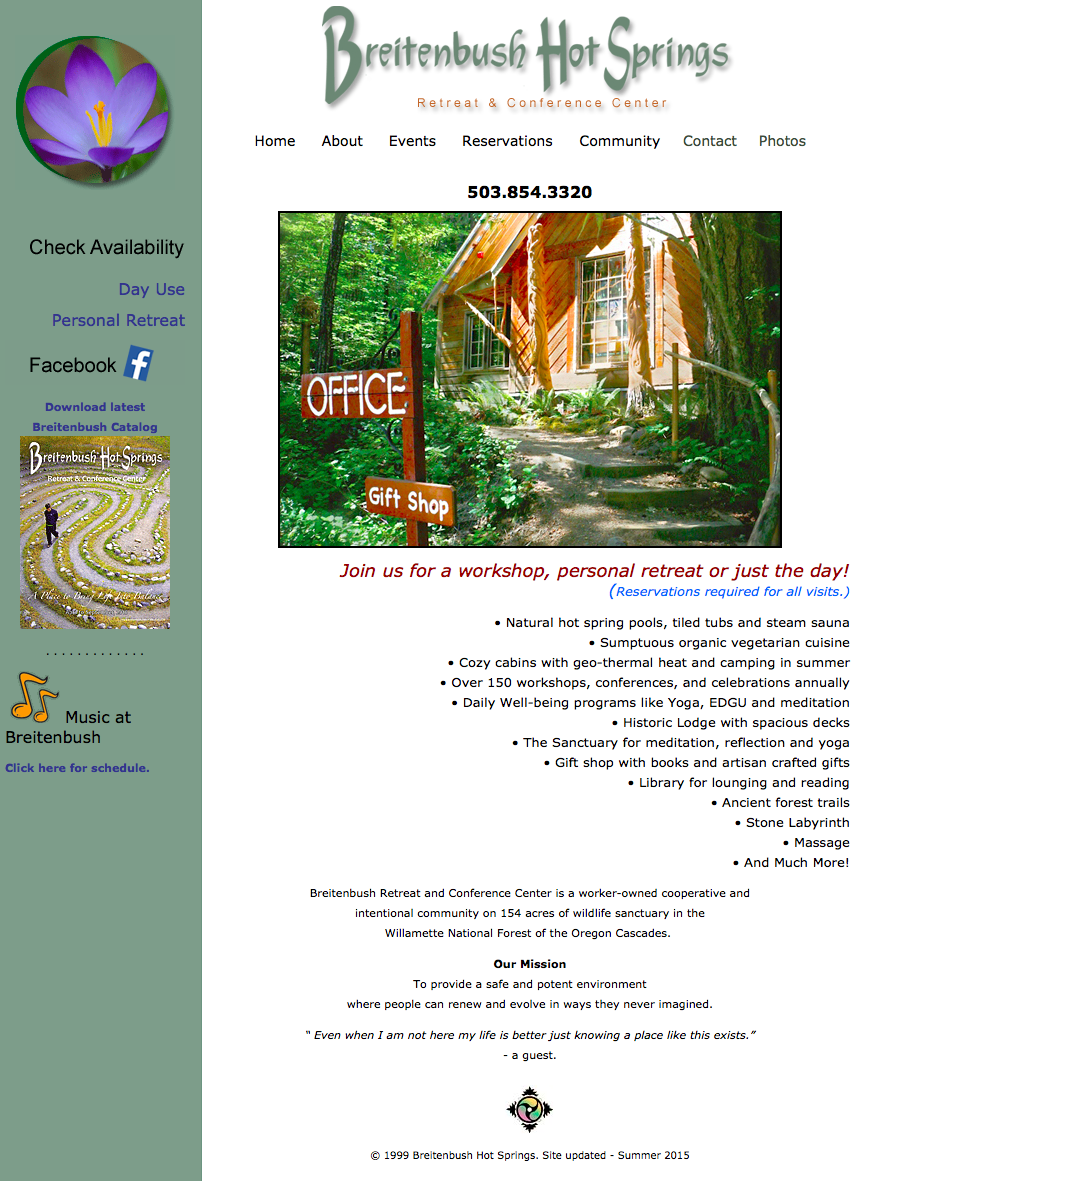 Breitenbush Hot Springs
Retreat & Conference Center
Home About Events Reservations Community Contact Photos
503.854.3320
OFFICE
Gift Shop
Check Availability
Day Use
Personal Retreat
Facebook f
Download latest
Breitenbush Catalog
Breitenbush Hot Springs
Retreat & Conference Center
A Place to Bring Life Into Balance
. . . . . . . . . . . . .
Music at
Breitenbush
Click here for schedule.
Join us for a workshop, personal retreat or just the day!
(Reservations required for all visits.)
• Natural hot spring pools, tiled tubs and steam sauna
• Sumptuous organic vegetarian cuisine
• Cozy cabins with geo-thermal heat and camping in summer
• Over 150 workshops, conferences, and celebrations annually
• Daily Well-being programs like Yoga, EDGU and meditation
• Historic Lodge with spacious decks
• The Sanctuary for meditation, reflection and yoga
• Gift shop with books and artisan crafted gifts
• Library for lounging and reading
• Ancient forest trails
• Stone Labyrinth
• Massage
• And Much More!
Breitenbush Retreat and Conference Center is a worker-owned cooperative and
intentional community on 154 acres of wildlife sanctuary in the
Willamette National Forest of the Oregon Cascades.
Our Mission
To provide a safe and potent environment
where people can renew and evolve in ways they never imagined.
“ Even when I am not here my life is better just knowing a place like this exists.”
- a guest.
© 1999 Breitenbush Hot Springs. Site updated - Summer 2015